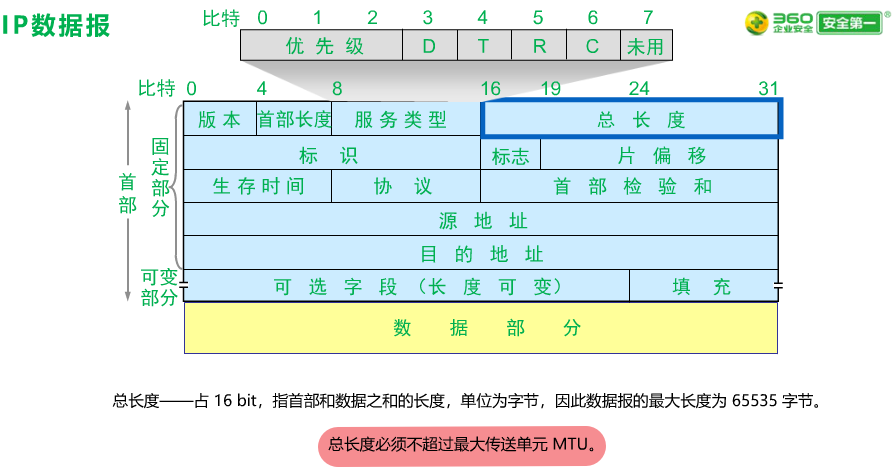 IP数据报
360 企业安全 安全第一
比特 0 1 2 3 4 5 6 7
优先级 D T R C 未用
比特 0 4 8 16 19 24 31
版本 首部长度 服务类型 总长度
标识 标志 片偏移
生存时间 协议 首部检验和
源地址
目的地址
可选字段（长度可变） 填充
数据部分
首部
固定部分
可变
部分
总长度——占 16 bit，指首部和数据之和的长度，单位为字节，因此数据报的最大长度为 65535 字节。
总长度必须不超过最大传送单元 MTU。